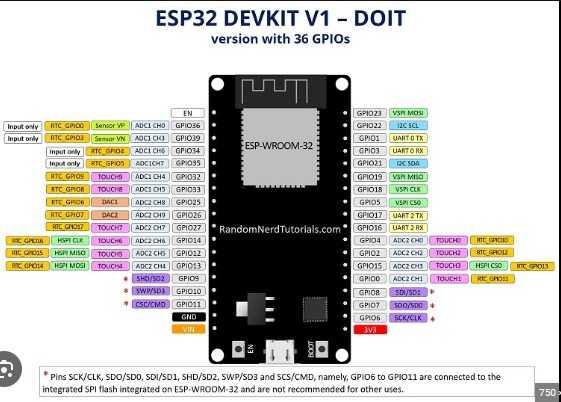 ESP32 DEVKIT V1 – DOIT
version with 36 GPIOs
EN GPIO23 VSPI MOSI
Input only RTC_GPIO0 Sensor VP ADC1 CH0 GPIO36 GPIO22 I2C SCL
Input only RTC_GPIO3 Sensor VN ADC1 CH3 GPIO39 GPIO1 UART 0 TX
Input only RTC_GPIO4 ADC1 CH6 GPIO34 GPIO3 UART 0 RX
Input only RTC_GPIO5 ADC1CH7 GPIO35 GPIO21 I2C SDA
RTC_GPIO9 TOUCH9 ADC1 CH4 GPIO32 GPIO19 VSPI MISO
RTC_GPIO8 TOUCH8 ADC1 CH5 GPIO33 GPIO18 VSPI CLK
RTC_GPIO6 DAC1 ADC2 CH8 GPIO25 GPIO5 VSPI CS0
RTC_GPIO7 DAC2 ADC2 CH9 GPIO26 GPIO17 UART 2 TX
RTC_GPIO17 TOUCH7 ADC2 CH7 GPIO27 GPIO16 UART 2 RX
RTC_GPIO16 HSPI CLK TOUCH6 ADC2 CH6 GPIO14 GPIO4 ADC2 CH0 TOUCH0 RTC_GPIO10
RTC_GPIO15 HSPI MISO TOUCH5 ADC2 CH5 GPIO12 GPIO2 ADC2 CH2 TOUCH2 RTC_GPIO12
RTC_GPIO14 HSPI MOSI TOUCH4 ADC2 CH4 GPIO13 GPIO15 ADC2 CH3 TOUCH3 HSPI CS0 RTC_GPIO13
* SHD/SD2 GPIO9 GPIO0 ADC2 CH1 TOUCH1 RTC_GPIO11
* SWP/SD3 GPIO10 GPIO8 SDI/SD1 *
* CSC/CMD GPIO11 GPIO7 SDO/SD0 *
GND GPIO6 SCK/CLK *
VIN 3V3
ESP-WROOM-32
RandomNerdTutorials.com
EN BOOT
* Pins SCK/CLK, SDO/SD0, SDI/SD1, SHD/SD2, SWP/SD3 and SCS/CMD, namely, GPIO6 to GPIO11 are connected to the
integrated SPI flash integrated on ESP-WROOM-32 and are not recommended for other uses.
750 ×